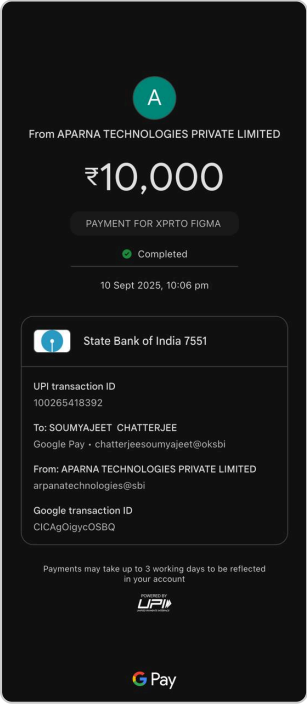 A
From APARNA TECHNOLOGIES PRIVATE LIMITED
₹10,000
PAYMENT FOR XPRTO FIGMA
Completed
10 Sept 2025, 10:06 pm
State Bank of India 7551
UPI transaction ID
100265418392
To: SOUMYAJEET CHATTERJEE
Google Pay • chatterjeesoumyajeet@oksbi
From: APARNA TECHNOLOGIES PRIVATE LIMITED
arpanatechnologies@sbi
Google transaction ID
CICAgOigycOSBQ
Payments may take up to 3 working days to be reflected
in your account
POWERED BY
UPI
G Pay